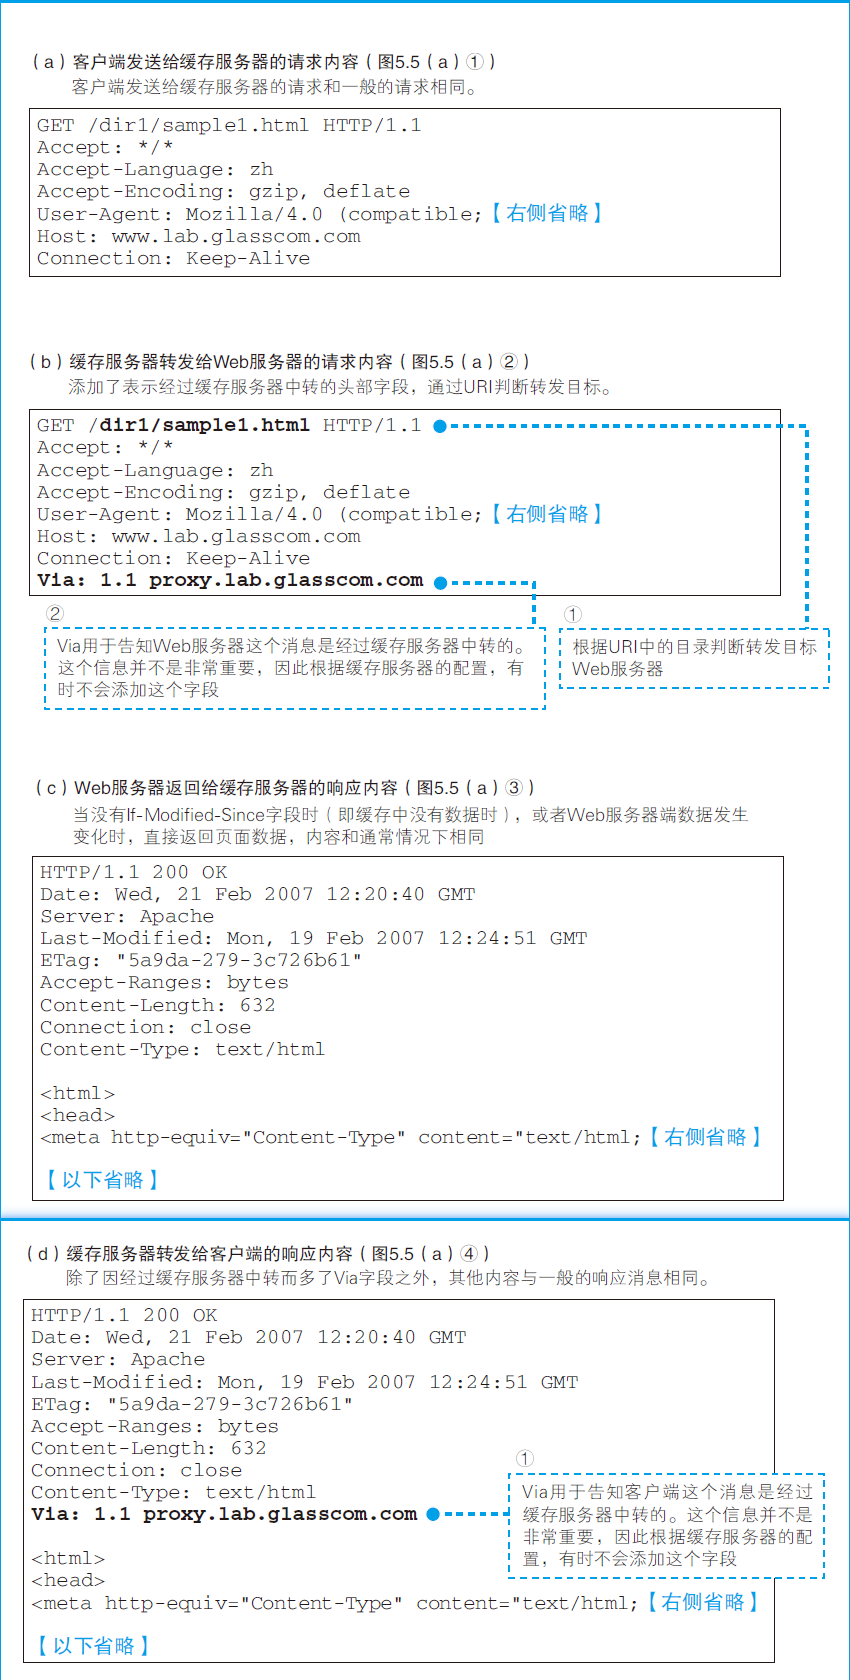 （a）客户端发送给缓存服务器的请求内容（图5.5（a）①）
客户端发送给缓存服务器的请求和一般的请求相同。
GET /dir1/sample1.html HTTP/1.1
Accept: */*
Accept-Language: zh
Accept-Encoding: gzip, deflate
User-Agent: Mozilla/4.0 (compatible;【右侧省略】
Host: www.lab.glasscom.com
Connection: Keep-Alive
（b）缓存服务器转发给Web服务器的请求内容（图5.5（a）②）
添加了表示经过缓存服务器中转的头部字段，通过URI判断转发目标。
GET /dir1/sample1.html HTTP/1.1
Accept: */*
Accept-Language: zh
Accept-Encoding: gzip, deflate
User-Agent: Mozilla/4.0 (compatible;【右侧省略】
Host: www.lab.glasscom.com
Connection: Keep-Alive
Via: 1.1 proxy.lab.glasscom.com
②
Via用于告知Web服务器这个消息是经过缓存服务器中转的。
这个信息并不是非常重要，因此根据缓存服务器的配置，有
时不会添加这个字段
①
根据URI中的目录判断转发目标
Web服务器
（c）Web服务器返回给缓存服务器的响应内容（图5.5（a）③）
当没有If-Modified-Since字段时（即缓存中没有数据时），或者Web服务器端数据发生
变化时，直接返回页面数据，内容和通常情况下相同
HTTP/1.1 200 OK
Date: Wed, 21 Feb 2007 12:20:40 GMT
Server: Apache
Last-Modified: Mon, 19 Feb 2007 12:24:51 GMT
ETag: "5a9da-279-3c726b61"
Accept-Ranges: bytes
Content-Length: 632
Connection: close
Content-Type: text/html
<html>
<head>
<meta http-equiv="Content-Type" content="text/html;【右侧省略】
【以下省略】
（d）缓存服务器转发给客户端的响应内容（图5.5（a）④）
除了因经过缓存服务器中转而多了Via字段之外，其他内容与一般的响应消息相同。
HTTP/1.1 200 OK
Date: Wed, 21 Feb 2007 12:20:40 GMT
Server: Apache
Last-Modified: Mon, 19 Feb 2007 12:24:51 GMT
ETag: "5a9da-279-3c726b61"
Accept-Ranges: bytes
Content-Length: 632
Connection: close
Content-Type: text/html
Via: 1.1 proxy.lab.glasscom.com
①
Via用于告知客户端这个消息是经过
缓存服务器中转的。这个信息并不是
非常重要，因此根据缓存服务器的配
置，有时不会添加这个字段
<html>
<head>
<meta http-equiv="Content-Type" content="text/html;【右侧省略】
【以下省略】